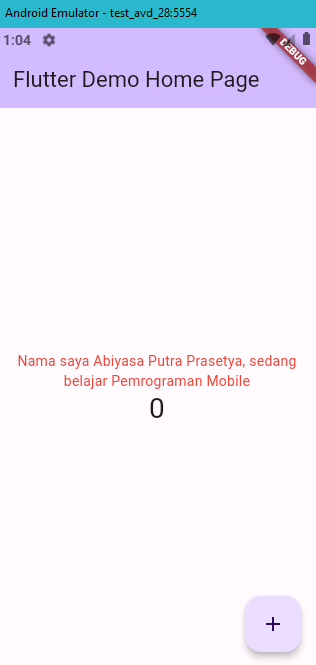 Android Emulator - test_avd_28:5554
1:04
DEBUG
Flutter Demo Home Page
Nama saya Abiyasa Putra Prasetya, sedang
belajar Pemrograman Mobile
0
+